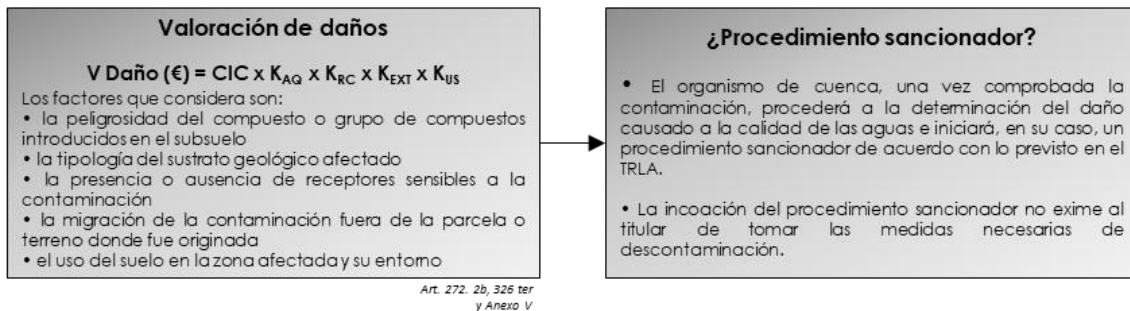 Valoración de daños
V Daño (€) = CIC x KAQ x KRC x KEXT x KUS
Los factores que considera son:
• la peligrosidad del compuesto o grupo de compuestos
introducidos en el subsuelo
• la tipología del sustrato geológico afectado
• la presencia o ausencia de receptores sensibles a la
contaminación
• la migración de la contaminación fuera de la parcela o
terreno donde fue originada
• el uso del suelo en la zona afectada y su entorno
Art. 272. 2b, 326 ter
y Anexo V
¿Procedimiento sancionador?
• El organismo de cuenca, una vez comprobada la
contaminación, procederá a la determinación del daño
causado a la calidad de las aguas e iniciará, en su caso, un
procedimiento sancionador de acuerdo con lo previsto en el
TRLA.
• La incoación del procedimiento sancionador no exime al
titular de tomar las medidas necesarias de
descontaminación.